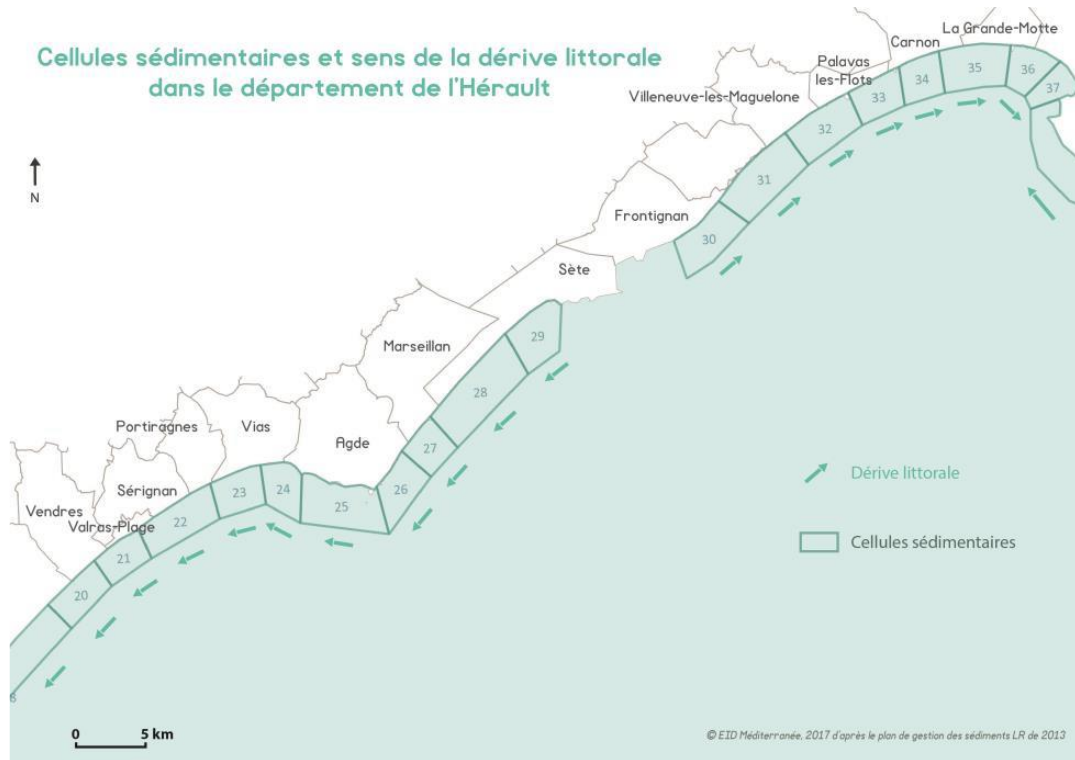 Cellules sédimentaires et sens de la dérive littorale
dans le département de l'Hérault
La Grande-Motte
Carnon
Palavas
les-Flots
Villeneuve-les-Maguelone
36
35
34
37
33
32
N
31
Frontignan
30
Sète
29
Marseillan
28
Portiragnes
Vias
Agde
27
Dérive littorale
Sérignan
26
23
24
25
Vendres
Valras-Plage
22
Cellules sédimentaires
21
20
8
0
5 km
© EID Méditerranée, 2017 d'après le plan de gestion des sédiments LR de 2013